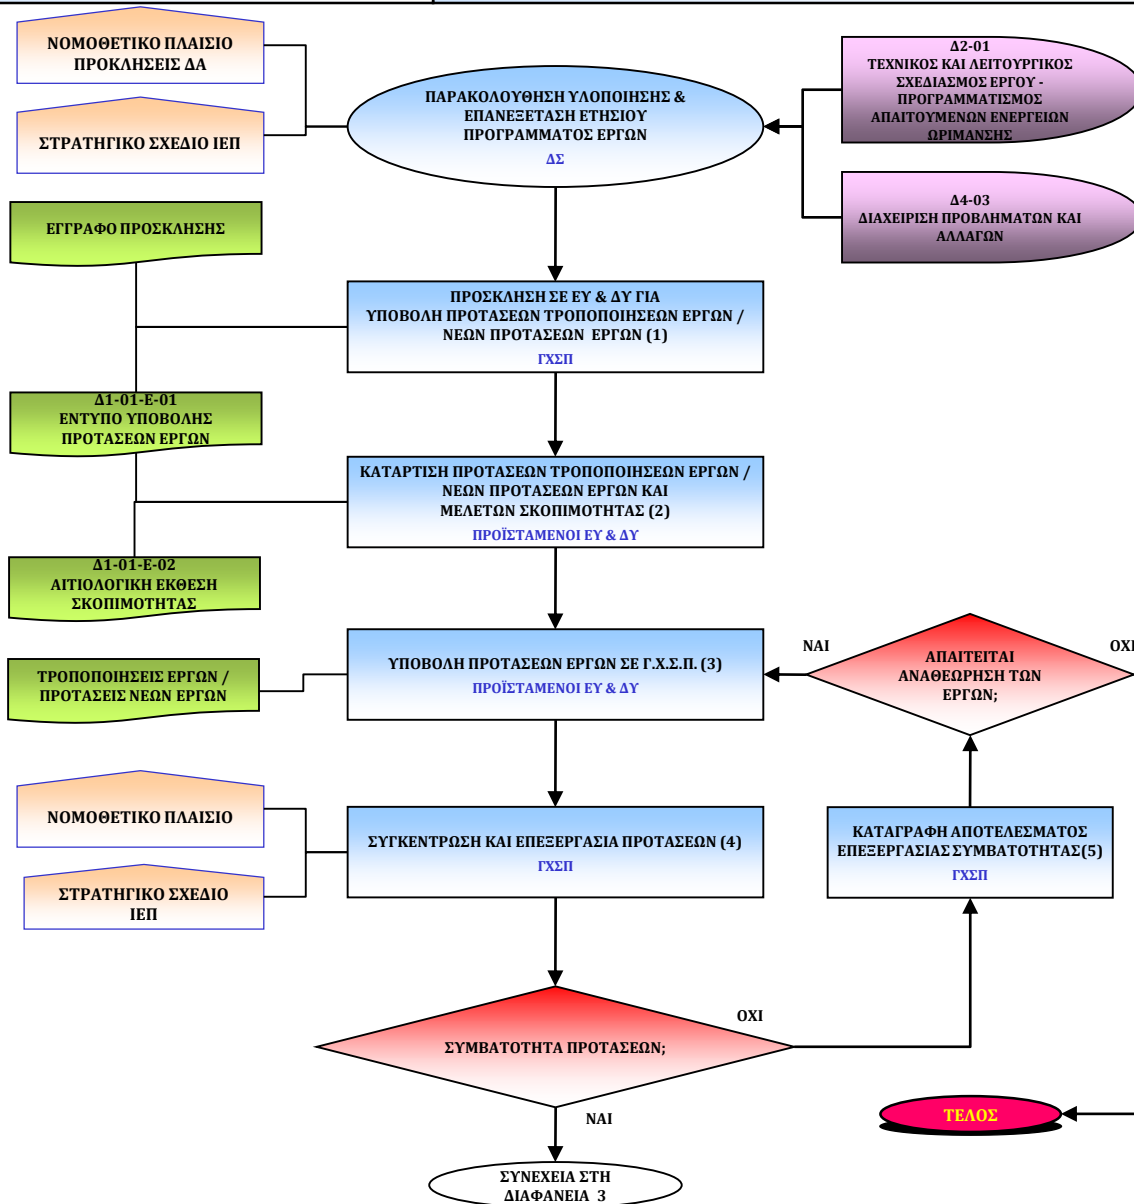 ΝΟΜΟΘΕΤΙΚΟ ΠΛΑΙΣΙΟ
ΠΡΟΚΛΗΣΕΙΣ ΔΑ
ΣΤΡΑΤΗΓΙΚΟ ΣΧΕΔΙΟ ΙΕΠ
ΠΑΡΑΚΟΛΟΥΘΗΣΗ ΥΛΟΠΟΙΗΣΗΣ &
ΕΠΑΝΕΞΕΤΑΣΗ ΕΤΗΣΙΟΥ
ΠΡΟΓΡΑΜΜΑΤΟΣ ΕΡΓΩΝ
ΔΣ
Δ2-01
ΤΕΧΝΙΚΟΣ ΚΑΙ ΛΕΙΤΟΥΡΓΙΚΟΣ
ΣΧΕΔΙΑΣΜΟΣ ΕΡΓΟΥ -
ΠΡΟΓΡΑΜΜΑΤΙΣΜΟΣ
ΑΠΑΙΤΟΥΜΕΝΩΝ ΕΝΕΡΓΕΙΩΝ
ΩΡΙΜΑΝΣΗΣ
Δ4-03
ΔΙΑΧΕΙΡΙΣΗ ΠΡΟΒΛΗΜΑΤΩΝ ΚΑΙ
ΑΛΛΑΓΩΝ
ΕΓΓΡΑΦΟ ΠΡΟΣΚΛΗΣΗΣ
ΠΡΟΣΚΛΗΣΗ ΣΕ ΕΥ & ΔΥ ΓΙΑ
ΥΠΟΒΟΛΗ ΠΡΟΤΑΣΕΩΝ ΤΡΟΠΟΠΟΙΗΣΕΩΝ ΕΡΓΩΝ /
ΝΕΩΝ ΠΡΟΤΑΣΕΩΝ ΕΡΓΩΝ (1)
ΓΧΣΠ
Δ1-01-Ε-01
ΕΝΤΥΠΟ ΥΠΟΒΟΛΗΣ
ΠΡΟΤΑΣΕΩΝ ΕΡΓΩΝ
ΚΑΤΑΡΤΙΣΗ ΠΡΟΤΑΣΕΩΝ ΤΡΟΠΟΠΟΙΗΣΕΩΝ ΕΡΓΩΝ /
ΝΕΩΝ ΠΡΟΤΑΣΕΩΝ ΕΡΓΩΝ ΚΑΙ
ΜΕΛΕΤΩΝ ΣΚΟΠΙΜΟΤΗΤΑΣ (2)
ΠΡΟΪΣΤΑΜΕΝΟΙ ΕΥ & ΔΥ
Δ1-01-Ε-02
ΑΙΤΙΟΛΟΓΙΚΗ ΕΚΘΕΣΗ
ΣΚΟΠΙΜΟΤΗΤΑΣ
ΤΡΟΠΟΠΟΙΗΣΕΙΣ ΕΡΓΩΝ /
ΠΡΟΤΑΣΕΙΣ ΝΕΩΝ ΕΡΓΩΝ
ΥΠΟΒΟΛΗ ΠΡΟΤΑΣΕΩΝ ΕΡΓΩΝ ΣΕ Γ.Χ.Σ.Π. (3)
ΠΡΟΪΣΤΑΜΕΝΟΙ ΕΥ & ΔΥ
ΝΑΙ
ΟΧΙ
ΑΠΑΙΤΕΙΤΑΙ
ΑΝΑΘΕΩΡΗΣΗ ΤΩΝ
ΕΡΓΩΝ;
ΝΟΜΟΘΕΤΙΚΟ ΠΛΑΙΣΙΟ
ΣΤΡΑΤΗΓΙΚΟ ΣΧΕΔΙΟ
ΙΕΠ
ΣΥΓΚΕΝΤΡΩΣΗ ΚΑΙ ΕΠΕΞΕΡΓΑΣΙΑ ΠΡΟΤΑΣΕΩΝ (4)
ΓΧΣΠ
ΚΑΤΑΓΡΑΦΗ ΑΠΟΤΕΛΕΣΜΑΤΟΣ
ΕΠΕΞΕΡΓΑΣΙΑΣ ΣΥΜΒΑΤΟΤΗΤΑΣ(5)
ΓΧΣΠ
ΟΧΙ
ΣΥΜΒΑΤΟΤΗΤΑ ΠΡΟΤΑΣΕΩΝ;
ΝΑΙ
ΤΕΛΟΣ
ΣΥΝΕΧΕΙΑ ΣΤΗ
ΔΙΑΦΑΝΕΙΑ 3